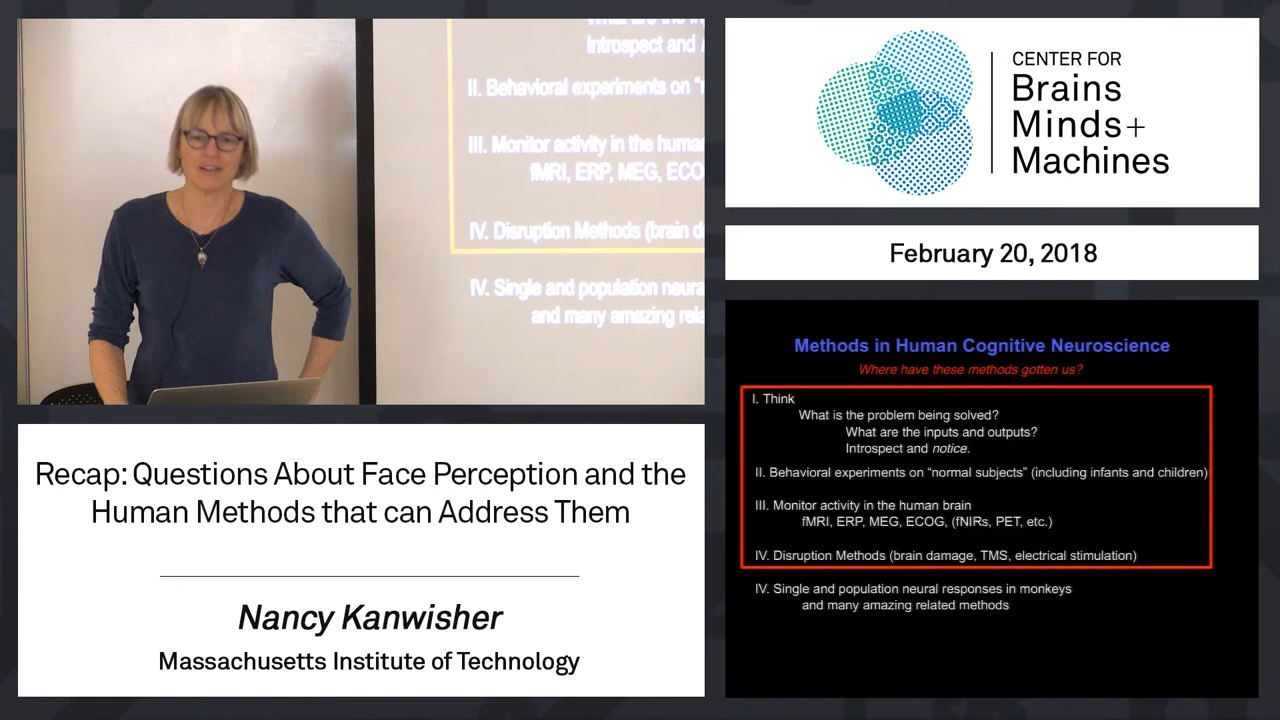 What are the
Introspect and
II. Behavioral experiments on
III. Monitor activity in the human
fMRI, ERP, MEG, ECO
IV. Disruption Methods (brain d
IV. Single and population neura
and many amazing rela
CENTER FOR
Brains
Minds+
Machines
February 20, 2018
Methods in Human Cognitive Neuroscience
Where have these methods gotten us?
I. Think
What is the problem being solved?
What are the inputs and outputs?
Introspect and notice.
II. Behavioral experiments on “normal subjects” (including infants and children)
III. Monitor activity in the human brain
fMRI, ERP, MEG, ECOG, (fNIRs, PET, etc.)
IV. Disruption Methods (brain damage, TMS, electrical stimulation)
IV. Single and population neural responses in monkeys
and many amazing related methods
Recap: Questions About Face Perception and the
Human Methods that can Address Them
Nancy Kanwisher
Massachusetts Institute of Technology